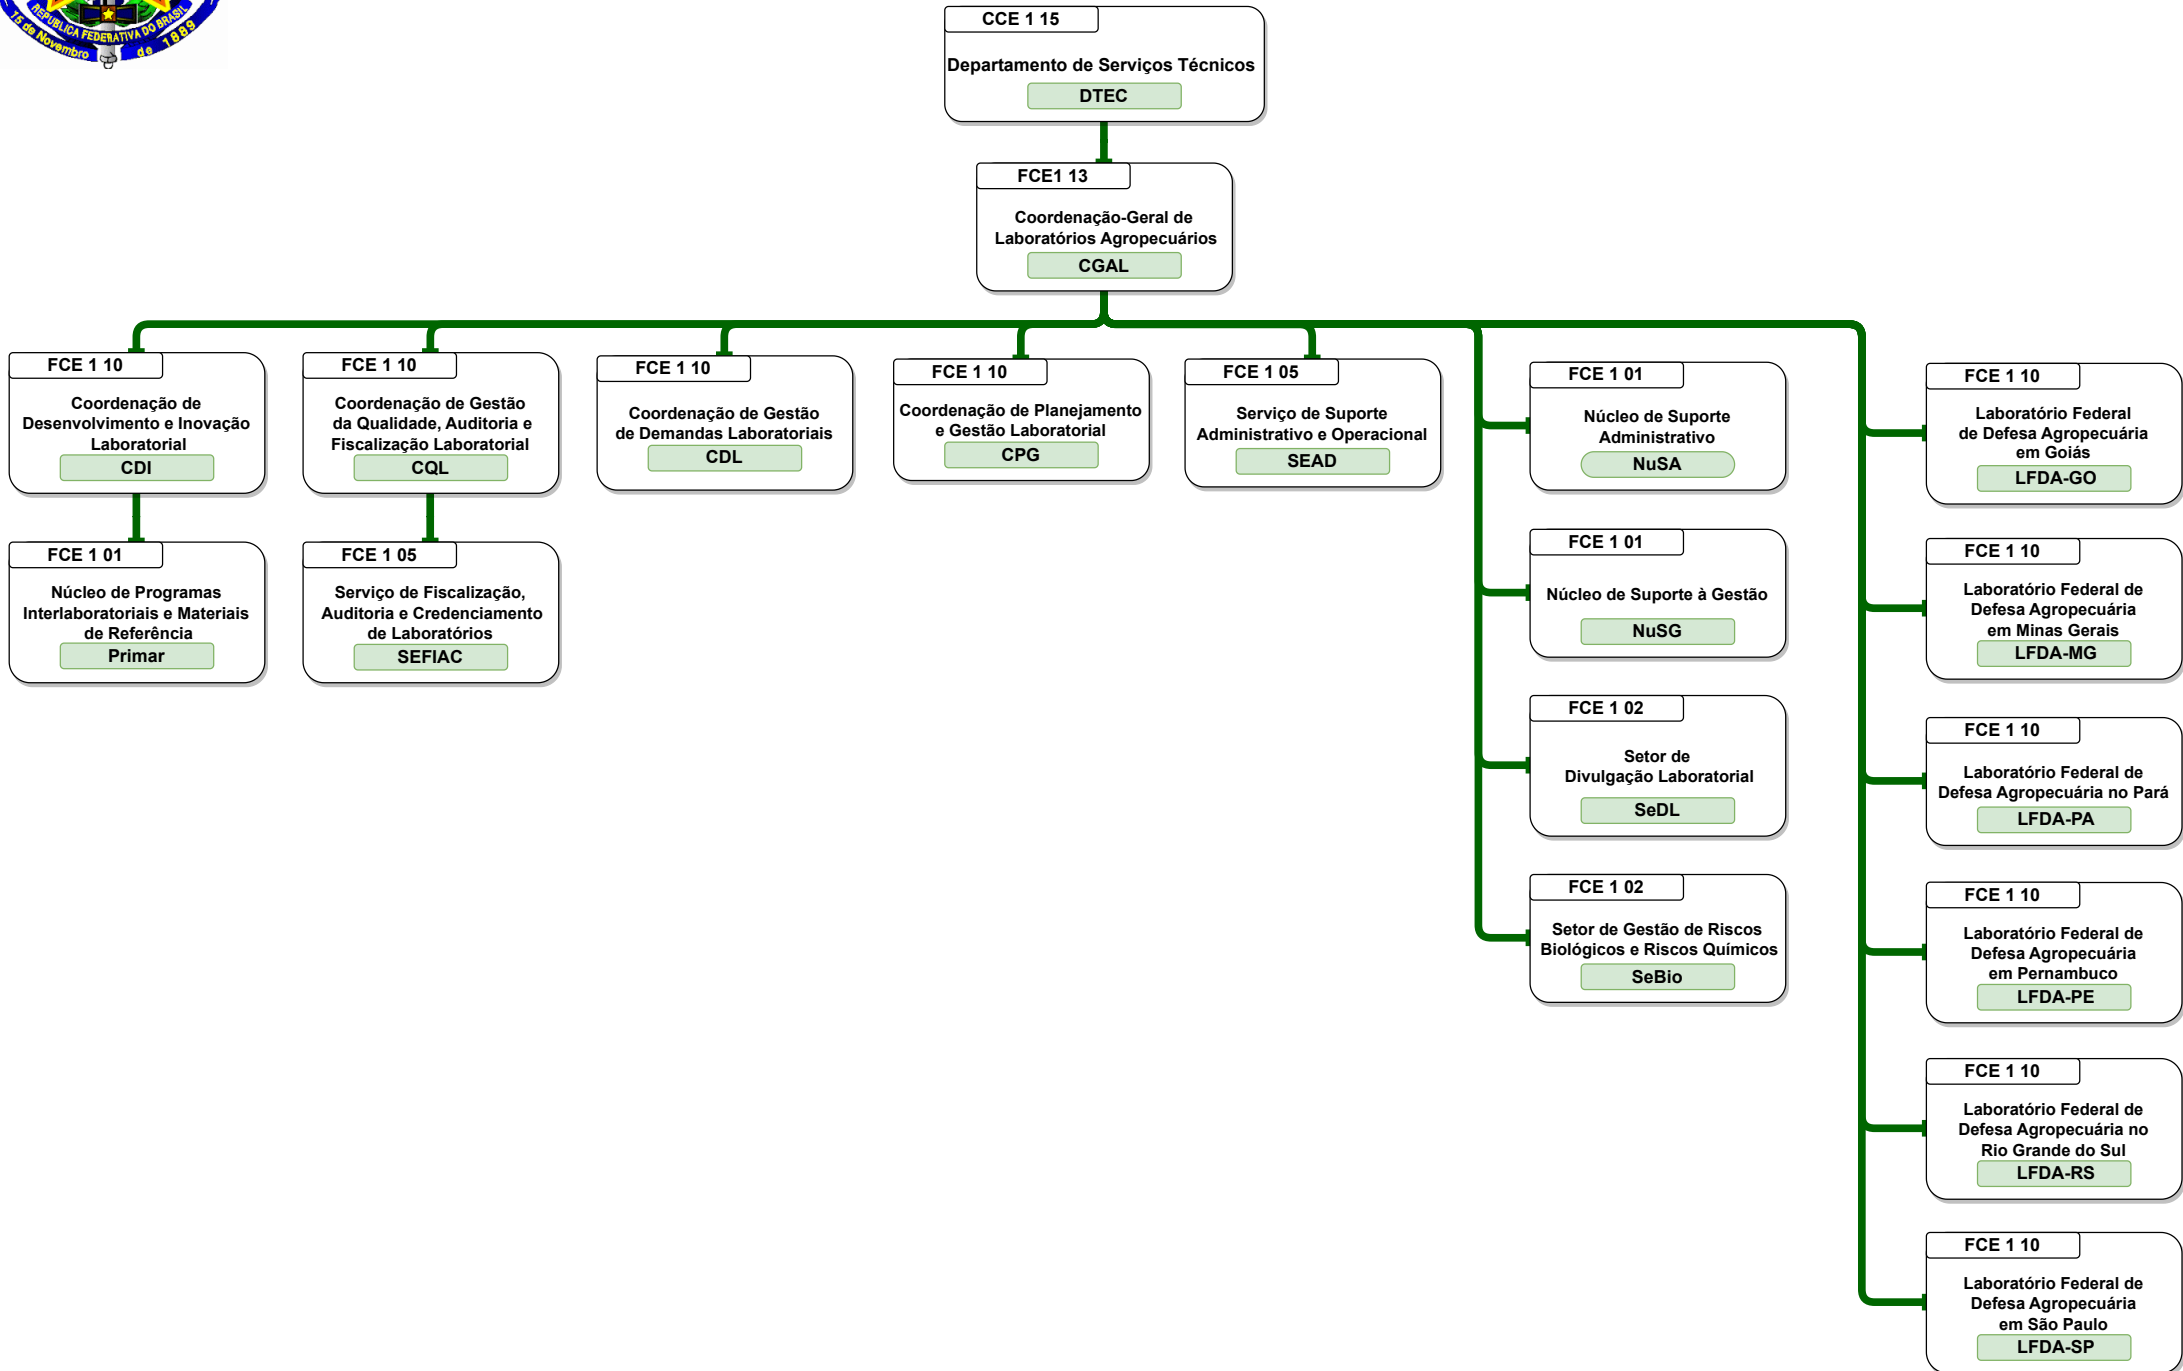 REPUBLICA FEDERATIVA DO BRASIL
15 de Novembro de 1889
CCE 1 15
Departamento de Serviços Técnicos
DTEC
FCE1 13
Coordenação-Geral de
Laboratórios Agropecuários
CGAL
FCE 1 10
Coordenação de
Desenvolvimento e Inovação
Laboratorial
CDI
FCE 1 10
Coordenação de Gestão
da Qualidade, Auditoria e
Fiscalização Laboratorial
CQL
FCE 1 10
Coordenação de Gestão
de Demandas Laboratoriais
CDL
FCE 1 10
Coordenação de Planejamento
e Gestão Laboratorial
CPG
FCE 1 05
Serviço de Suporte
Administrativo e Operacional
SEAD
FCE 1 01
Núcleo de Programas
Interlaboratoriais e Materiais
de Referência
Primar
FCE 1 05
Serviço de Fiscalização,
Auditoria e Credenciamento
de Laboratórios
SEFIAC
FCE 1 01
Núcleo de Suporte
Administrativo
NuSA
FCE 1 01
Núcleo de Suporte à Gestão
NuSG
FCE 1 02
Setor de
Divulgação Laboratorial
SeDL
FCE 1 02
Setor de Gestão de Riscos
Biológicos e Riscos Químicos
SeBio
FCE 1 10
Laboratório Federal
de Defesa Agropecuária
em Goiás
LFDA-GO
FCE 1 10
Laboratório Federal de
Defesa Agropecuária
em Minas Gerais
LFDA-MG
FCE 1 10
Laboratório Federal de
Defesa Agropecuária no Pará
LFDA-PA
FCE 1 10
Laboratório Federal de
Defesa Agropecuária
em Pernambuco
LFDA-PE
FCE 1 10
Laboratório Federal de
Defesa Agropecuária no
Rio Grande do Sul
LFDA-RS
FCE 1 10
Laboratório Federal de
Defesa Agropecuária
em São Paulo
LFDA-SP